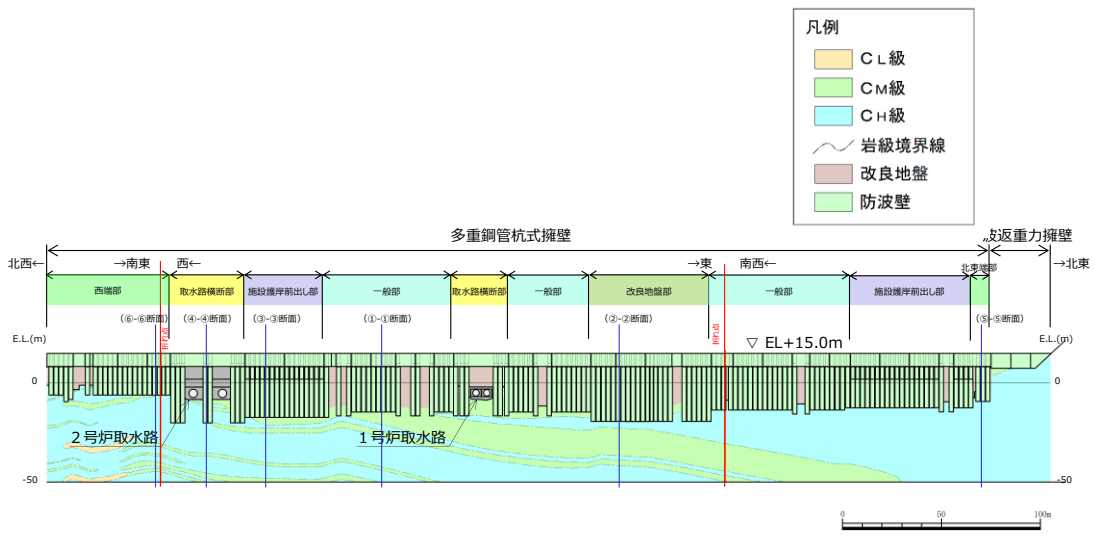 凡例
CL級
CM級
CH級
岩級境界線
改良地盤
防波壁
多重鋼管杭式擁壁
波返重力擁壁
北西←
→南東
西←
→東
南西←
→北東
西端部
取水路横断部
施設護岸前出し部
一般部
取水路横断部
一般部
改良地盤部
一般部
施設護岸前出し部
北東端部
(⑥-⑥断面)
(④-④断面)
(③-③断面)
(①-①断面)
(②-②断面)
(⑤-⑤断面)
折れ点
折れ点
E.L.(m)
▽ EL+15.0m
E.L.(m)
0
0
2号炉取水路
1号炉取水路
-50
-50
0
50
100m